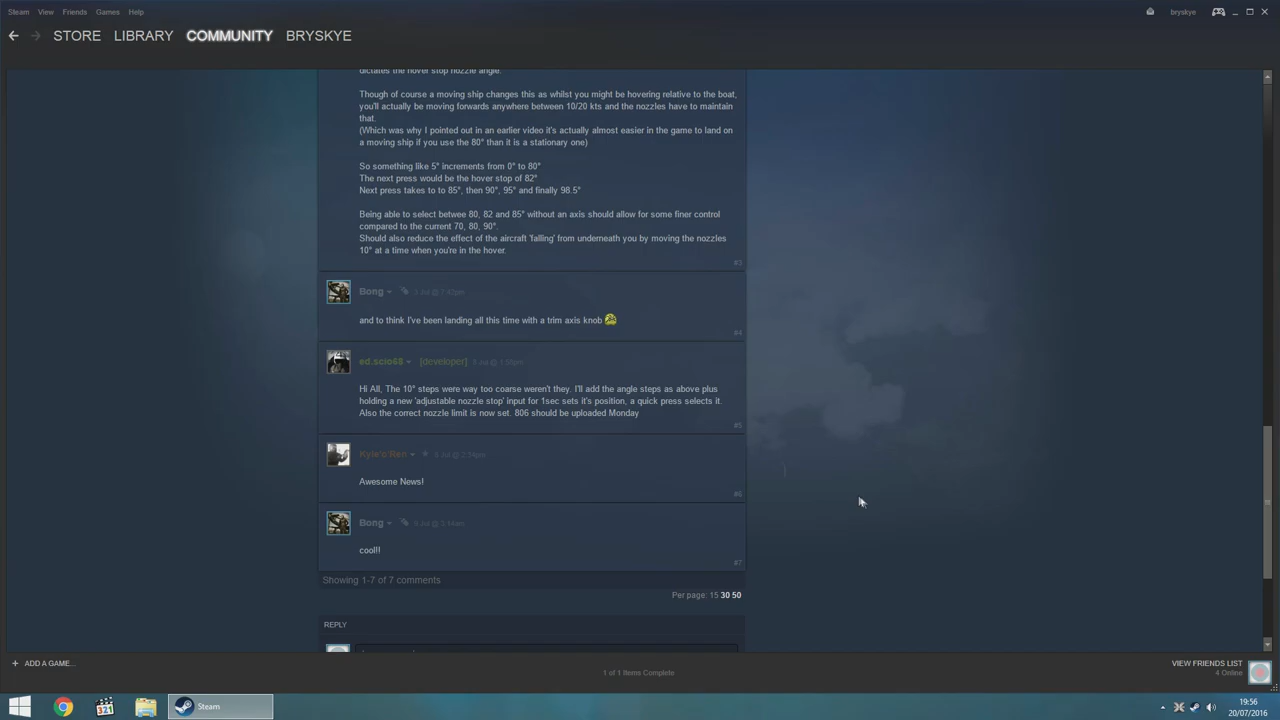 Steam View Friends Games Help bryskye
STORE LIBRARY COMMUNITY BRYSKYE
dictates the hover stop nozzle angle.
Though of course a moving ship changes this as whilst you might be hovering relative to the boat,
you'll actually be moving forwards anywhere between 10/20 kts and the nozzles have to maintain
that.
(Which was why I pointed out in an earlier video it's actually almost easier in the game to land on
a moving ship if you use the 80° than it is a stationary one)
So something like 5° increments from 0° to 80°
The next press would be the hover stop of 82°
Next press takes to to 85°, then 90°, 95° and finally 98.5°
Being able to select betwee 80, 82 and 85° without an axis should allow for some finer control
compared to the current 70, 80, 90°.
Should also reduce the effect of the aircraft 'falling' from underneath you by moving the nozzles
10° at a time when you're in the hover.
#3
Bong
and to think I've been landing all this time with a trim axis knob
#4
ed.scio68 [developer]
Hi All, The 10° steps were way too coarse weren't they. I'll add the angle steps as above plus
holding a new 'adjustable nozzle stop' input for 1sec sets it's position, a quick press selects it.
Also the correct nozzle limit is now set. 806 should be uploaded Monday
#5
Kyle'o'Ren
Awesome News!
#6
Bong
cool!!
#7
Showing 1-7 of 7 comments
Per page: 15 30 50
REPLY
ADD A GAME...
1 of 1 Items Complete
VIEW FRIENDS LIST
4 Online
321
Steam
19:56
20/07/2016